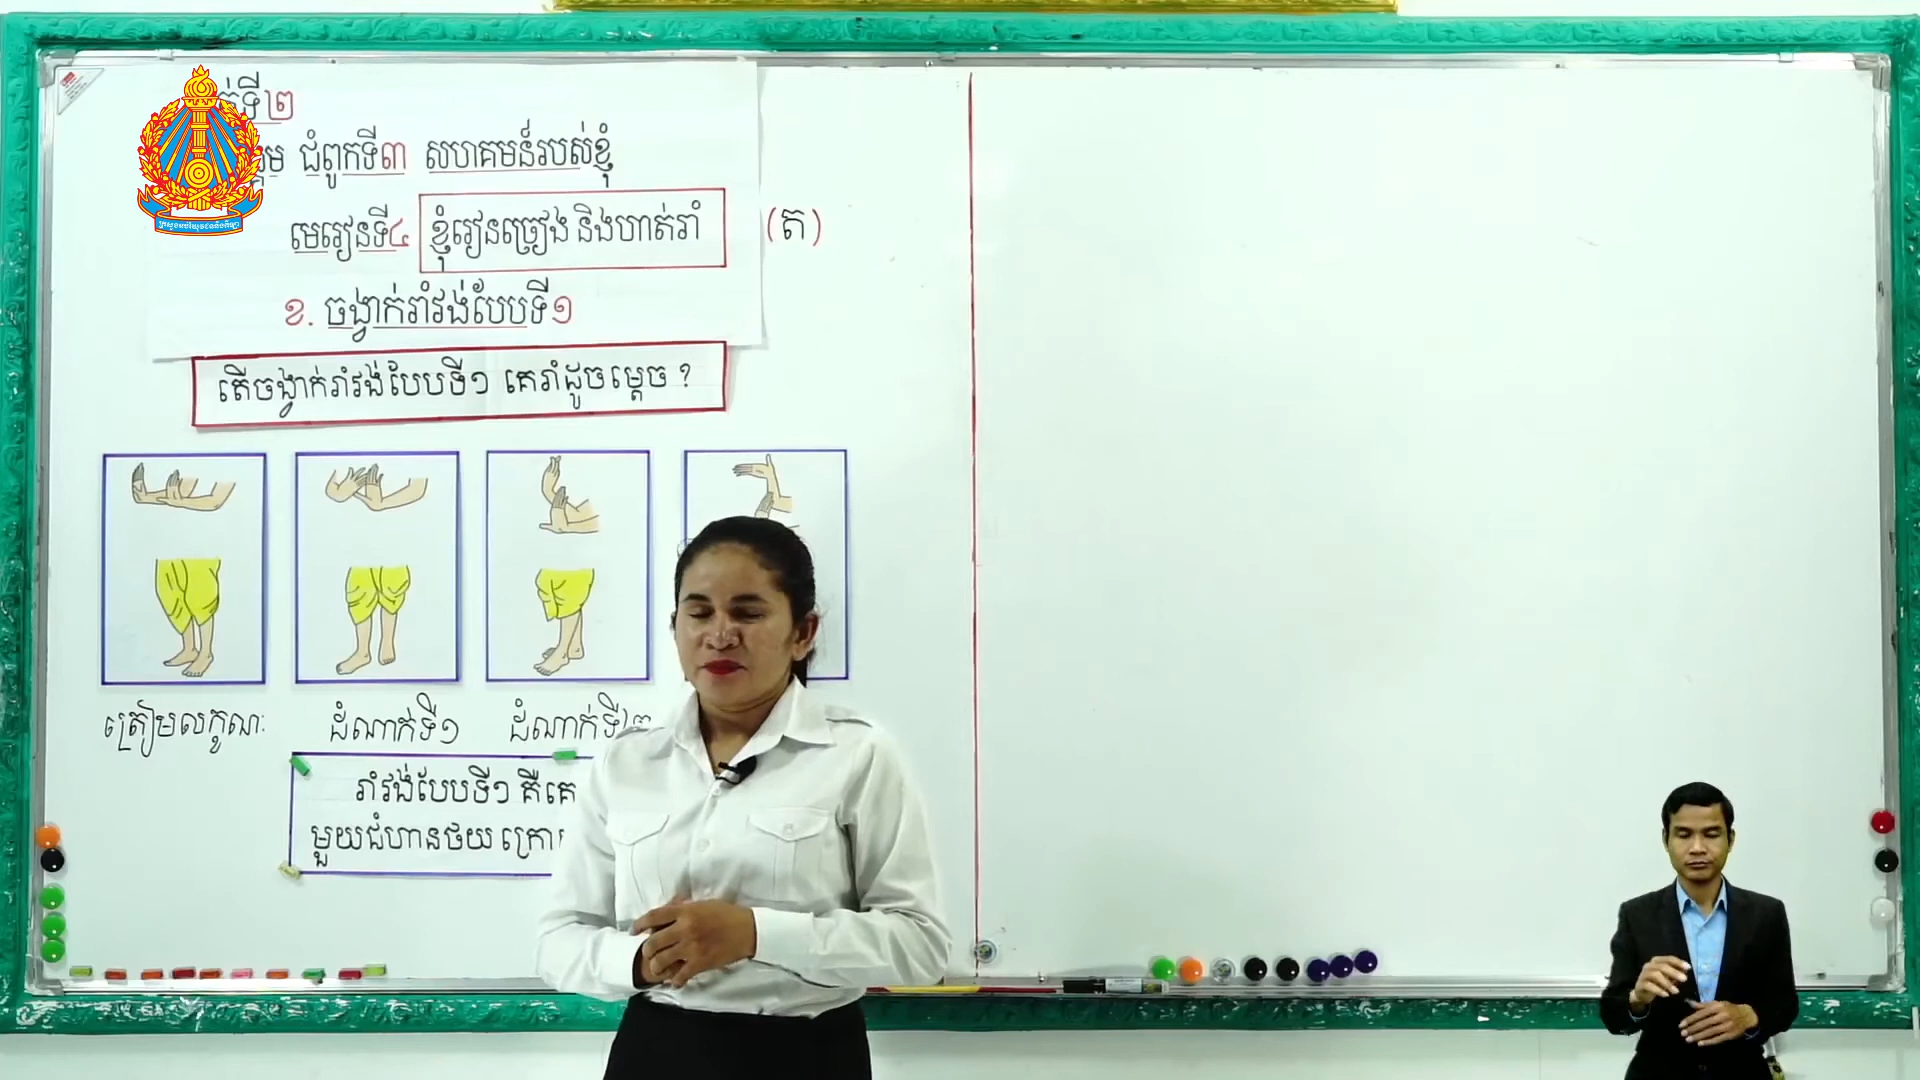 ទី២
ជំពូកទី៣ សហគមន៍របស់ខ្ញុំ
មេរៀនទី៤ ខ្ញុំរៀនច្រៀង និងហាត់រាំ (ត)
ខ. ចង្វាក់រាំវង់បែបទី១
តើចង្វាក់រាំវង់បែបទី១ គេរាំដូចម្ដេច ?
ត្រៀមលក្ខណៈ ដំណាក់ទី១ ដំណាក់ទី២
រាំវង់បែបទី១ គឺគេ
មួយជំហានថយក្រោ